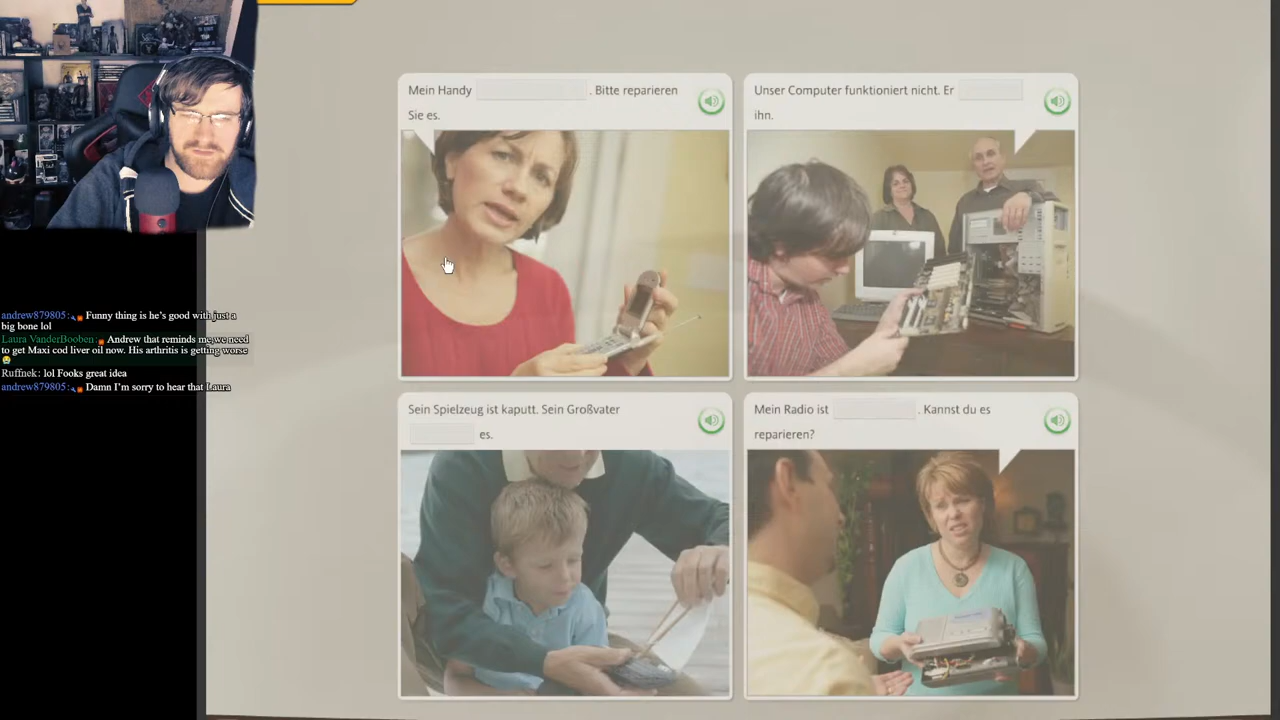 Mein Handy . Bitte reparieren
Sie es.
Unser Computer funktioniert nicht. Er
ihn.
andrew879805: Funny thing is he's good with just a
big bone lol
Laura VanderBooben: Andrew that reminds me,we need
to get Maxi cod liver oil now. His arthritis is getting worse
😭
Ruffnek: lol Fooks great idea
andrew879805: Damn I'm sorry to hear that Laura
Sein Spielzeug ist kaputt. Sein Großvater
es.
Mein Radio ist . Kannst du es
reparieren?